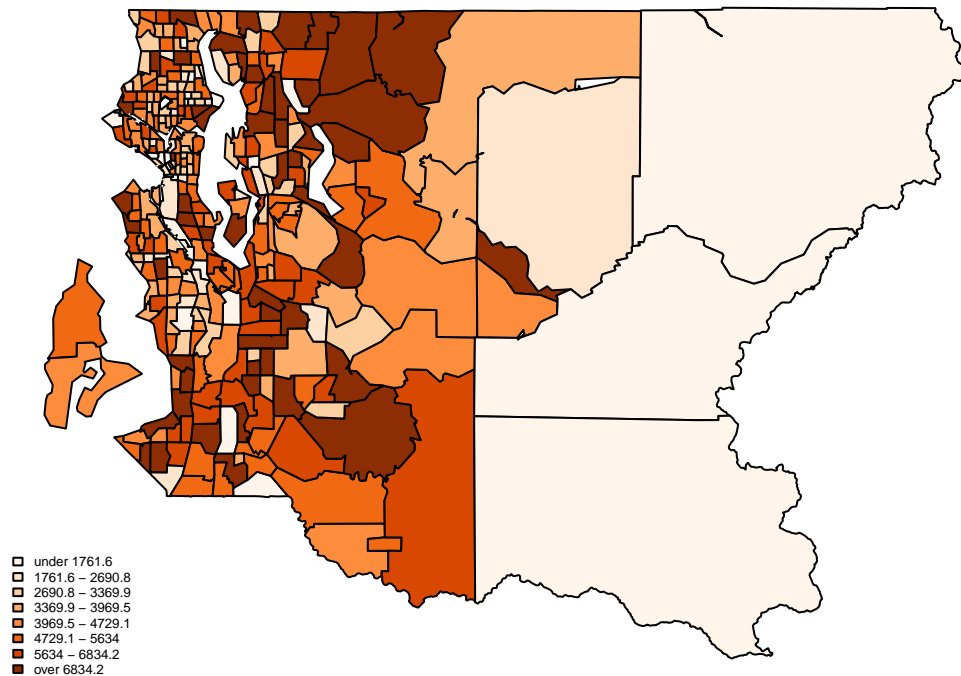 under 1761.6
1761.6 – 2690.8
2690.8 – 3369.9
3369.9 – 3969.5
3969.5 – 4729.1
4729.1 – 5634
5634 – 6834.2
over 6834.2